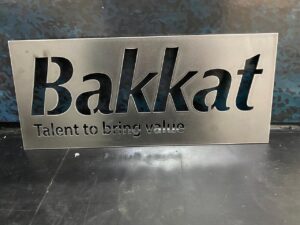 Bakkat
Talent to bring value